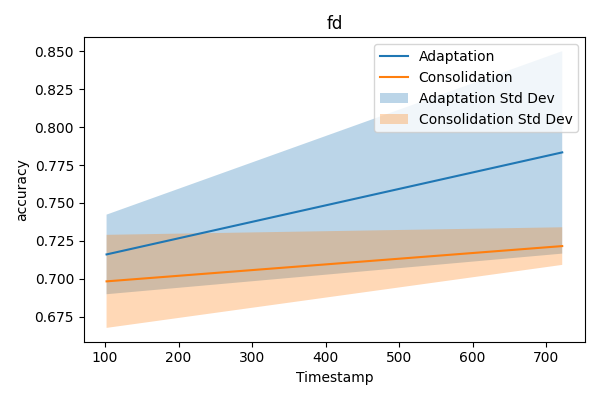 fd
Adaptation
Consolidation
Adaptation Std Dev
Consolidation Std Dev
accuracy
0.850
0.825
0.800
0.775
0.750
0.725
0.700
0.675
100 200 300 400 500 600 700
Timestamp